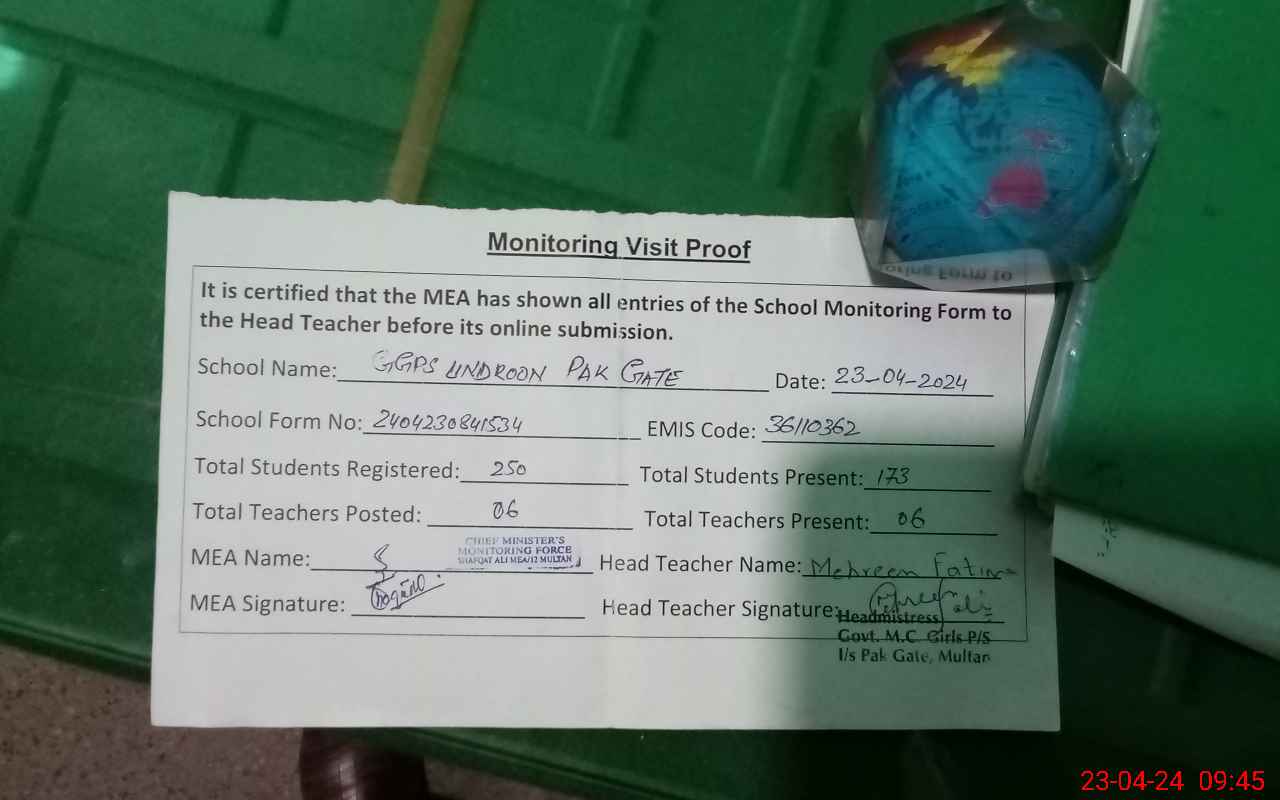 Monitoring Visit Proof
It is certified that the MEA has shown all entries of the School Monitoring Form to
the Head Teacher before its online submission.
School Name: GGPS UNDROON PAK GATE Date: 23-04-2024
School Form No: 2404230841534 EMIS Code: 36110362
Total Students Registered: 250 Total Students Present: 173
Total Teachers Posted: 06 Total Teachers Present: 06
CHIEF MINISTER'S
MONITORING FORCE
SHAFQAT ALI MEA/12 MULTAN
MEA Name: Head Teacher Name: Mehreen Fatima
MEA Signature: Head Teacher Signature:
Headmistress
Govt. M.C. Girls P/S
I/s Pak Gate, Multan
oring Form to
23-04-24 09:45